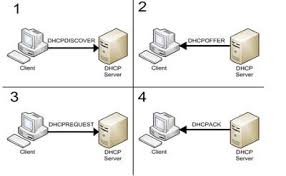 1
DHCPDISCOVER
Client
DHCP
Server
2
DHCPOFFER
Client
DHCP
Server
3
DHCPREQUEST
Client
DHCP
Server
4
DHCPACK
Client
DHCP
Server